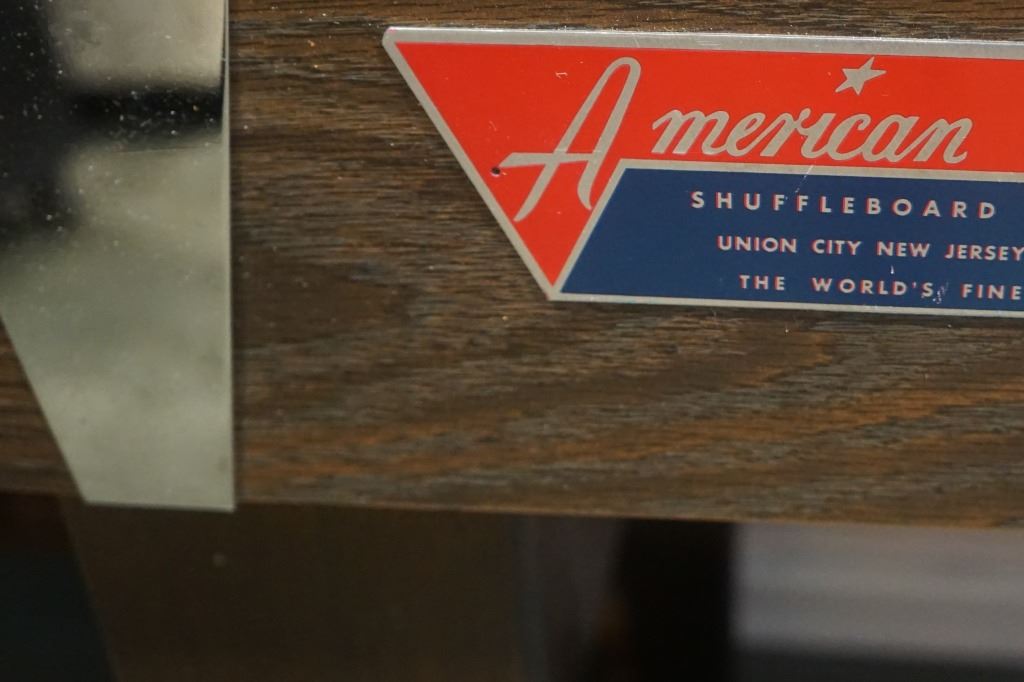 American
SHUFFLEBOARD
UNION CITY NEW JERSEY
THE WORLD'S FINE